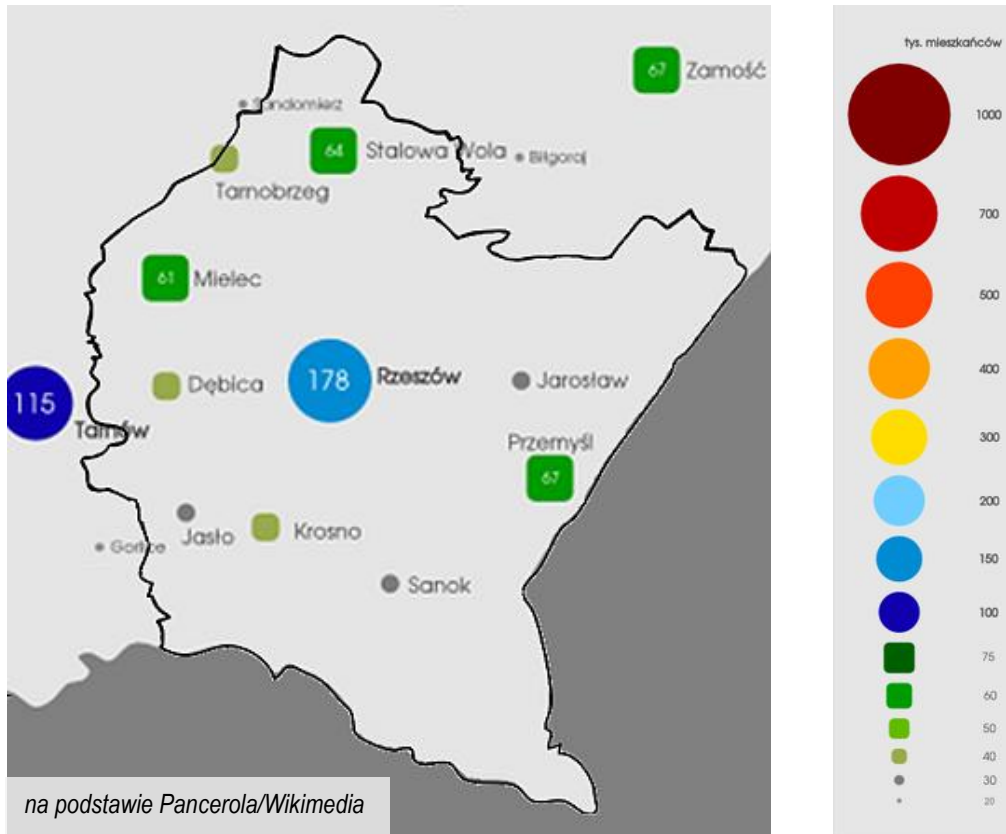 67 Zamość
Sandomierz
64 Stalowa Wola
Biłgoraj
Tarnobrzeg
61 Mielec
Dębica
178 Rzeszów
Jarosław
115
Tarnów
Przemyśl
67
Jasło
Krosno
Gorlice
Sanok
na podstawie Pancerola/Wikimedia
tys. mieszkańców
1000
700
500
400
300
200
150
100
75
60
50
40
30
20